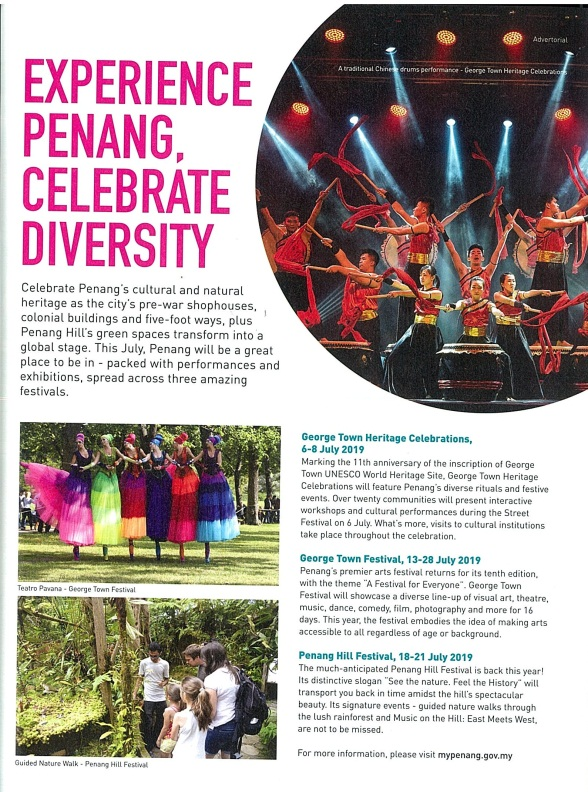 Advertorial
A traditional Chinese drums performance - George Town Heritage Celebrations
EXPERIENCE
PENANG,
CELEBRATE
DIVERSITY
Celebrate Penang's cultural and natural
heritage as the city's pre-war shophouses,
colonial buildings and five-foot ways, plus
Penang Hill's green spaces transform into a
global stage. This July, Penang will be a great
place to be in - packed with performances and
exhibitions, spread across three amazing
festivals.
Teatro Pavana - George Town Festival
Guided Nature Walk - Penang Hill Festival
George Town Heritage Celebrations,
6-8 July 2019
Marking the 11th anniversary of the inscription of George
Town UNESCO World Heritage Site, George Town Heritage
Celebrations will feature Penang's diverse rituals and festive
events. Over twenty communities will present interactive
workshops and cultural performances during the Street
Festival on 6 July. What's more, visits to cultural institutions
take place throughout the celebration.
George Town Festival, 13-28 July 2019
Penang's premier arts festival returns for its tenth edition,
with the theme "A Festival for Everyone". George Town
Festival will showcase a diverse line-up of visual art, theatre,
music, dance, comedy, film, photography and more for 16
days. This year, the festival embodies the idea of making arts
accessible to all regardless of age or background.
Penang Hill Festival, 18-21 July 2019
The much-anticipated Penang Hill Festival is back this year!
Its distinctive slogan "See the nature. Feel the History" will
transport you back in time amidst the hill's spectacular
beauty. Its signature events - guided nature walks through
the lush rainforest and Music on the Hill: East Meets West,
are not to be missed.
For more information, please visit mypenang.gov.my